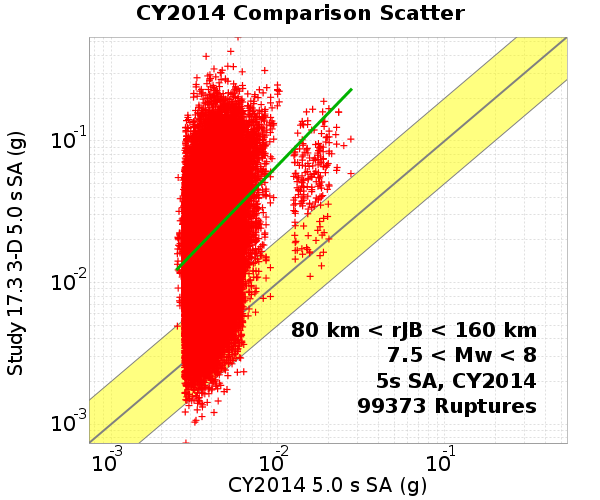 CY2014 Comparison Scatter
Study 17.3 3-D 5.0 s SA (g)
10-1
10-2
10-3
80 km < rJB < 160 km
7.5 < Mw < 8
5s SA, CY2014
99373 Ruptures
10-3 10-2 10-1
CY2014 5.0 s SA (g)